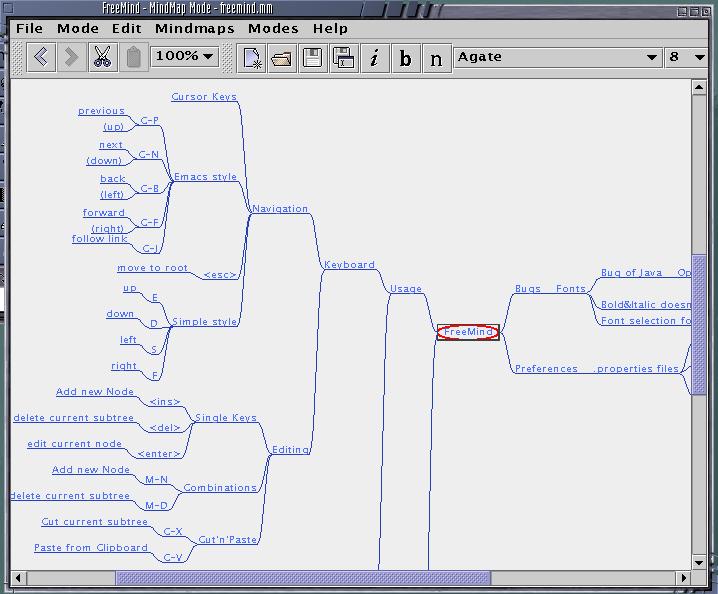 FreeMind - MindMap Mode - freemind.mm
File Mode Edit Mindmaps Modes Help
100% i b n Agate 8
Cursor Keys
previous
(up)
C-P
next
(down)
C-N
back
(left)
C-B
forward
(right)
C-F
follow link
C-J
Emacs style
Navigation
move to root <esc>
up
E
down
D
left
S
right
F
Simple style
Keyboard
Usage
FreeMind
Bugs Fonts
Bug of Java Op
Bold&Italic doesn
Font selection fo
Preferences .properties files
Add new Node <ins>
delete current subtree <del>
edit current node <enter>
Single Keys
Editing
Add new Node M-N
delete current subtree M-D
Combinations
Cut current subtree C-X
Paste from Clipboard C-V
Cut'n'Paste